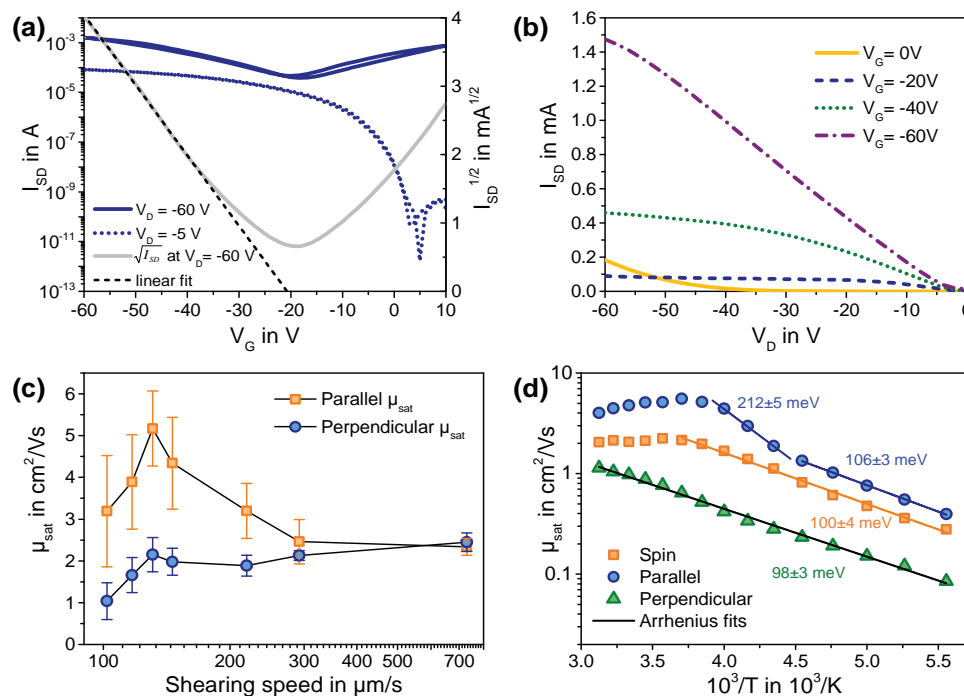 (a)
10⁻³
10⁻⁵
10⁻⁷
10⁻⁹
10⁻¹¹
10⁻¹³
I_SD in A
4
3
2
1
0
I_SD^1/2 in mA^1/2
V_D = -60 V
V_D = -5 V
√I_SD at V_D= -60 V
linear fit
-60 -50 -40 -30 -20 -10 0 10
V_G in V
(b)
1.6
1.4
1.2
1.0
0.8
0.6
0.4
0.2
0.0
I_SD in mA
V_G= 0V
V_G= -20V
V_G= -40V
V_G= -60V
-60 -50 -40 -30 -20 -10 0
V_D in V
(c)
6
5
4
3
2
1
0
µ_sat in cm²/Vs
Parallel µ_sat
Perpendicular µ_sat
100 200 300 400 500 600 700
Shearing speed in µm/s
(d)
10
1
0.1
µ_sat in cm²/Vs
212±5 meV
106±3 meV
100±4 meV
98±3 meV
Spin
Parallel
Perpendicular
Arrhenius fits
3.0 3.5 4.0 4.5 5.0 5.5
10³/T in 10³/K